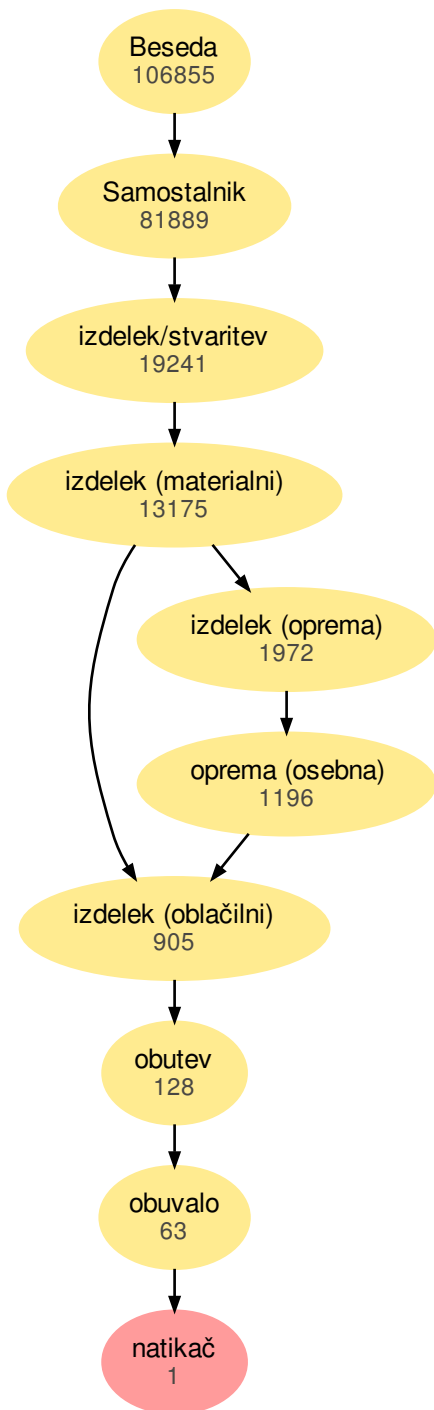 Beseda
106855
Samostalnik
81889
izdelek/stvaritev
19241
izdelek (materialni)
13175
izdelek (oprema)
1972
oprema (osebna)
1196
izdelek (oblačilni)
905
obutev
128
obuvalo
63
natikač
1